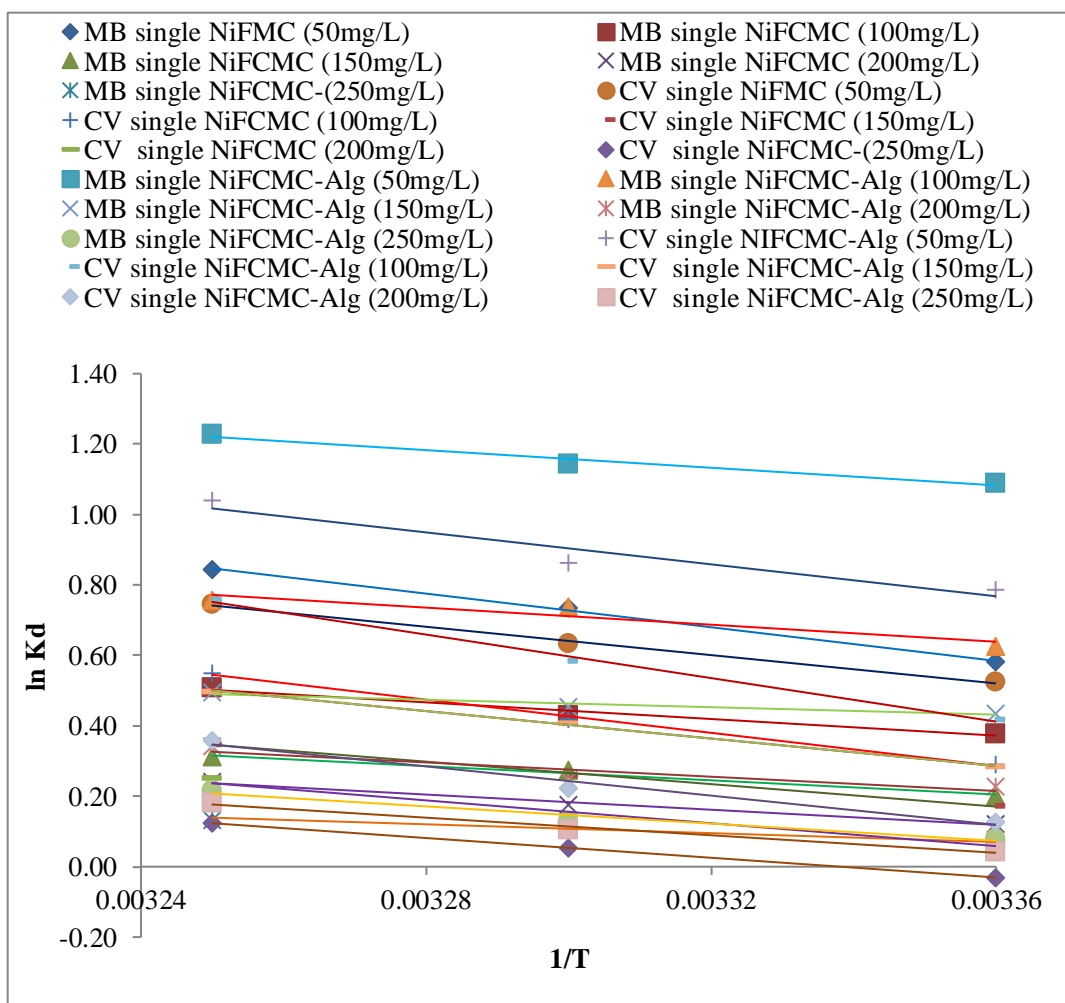 MB single NiFMC (50mg/L) MB single NiFCMC (100mg/L)
MB single NiFCMC (150mg/L) MB single NiFCMC (200mg/L)
MB single NiFCMC-(250mg/L) CV single NiFMC (50mg/L)
CV single NiFCMC (100mg/L) CV single NiFCMC (150mg/L)
CV single NiFCMC (200mg/L) CV single NiFCMC-(250mg/L)
MB single NiFCMC-Alg (50mg/L) MB single NiFCMC-Alg (100mg/L)
MB single NiFCMC-Alg (150mg/L) MB single NiFCMC-Alg (200mg/L)
MB single NiFCMC-Alg (250mg/L) CV single NIFCMC-Alg (50mg/L)
CV single NiFCMC-Alg (100mg/L) CV single NiFCMC-Alg (150mg/L)
CV single NiFCMC-Alg (200mg/L) CV single NiFCMC-Alg (250mg/L)
1.40
1.20
1.00
0.80
0.60
0.40
0.20
0.00
-0.20
ln Kd
0.00324 0.00328 0.00332 0.00336
1/T